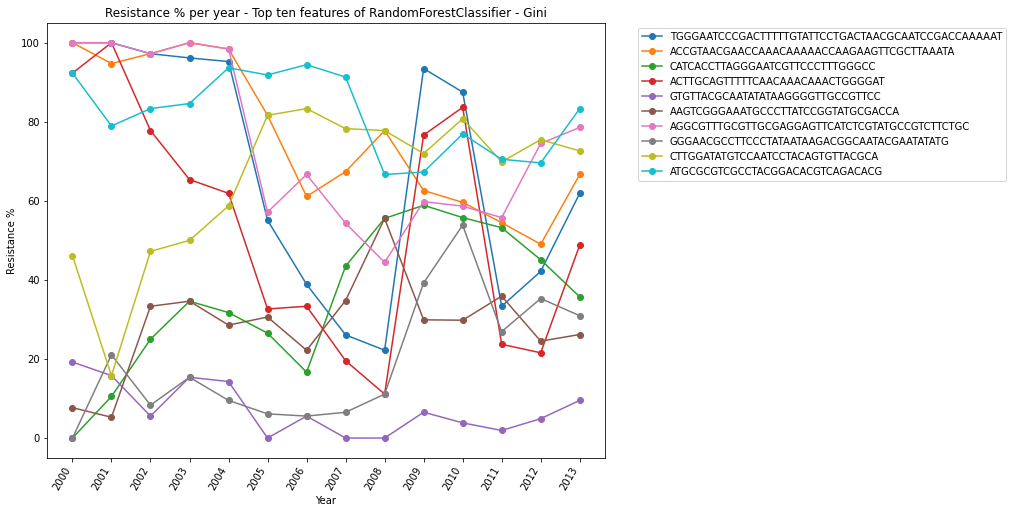 Resistance % per year - Top ten features of RandomForestClassifier - Gini
100
80
60
40
20
0
Resistance %
2000
2001
2002
2003
2004
2005
2006
2007
2008
2009
2010
2011
2012
2013
Year
TGGGAATCCCGACTTTTTGTATTCCTGACTAACGCAATCCGACCAAAAAT
ACCGTAACGAACCAAACAAAAACCAAGAAGTTCGCTTAAATA
CATCACCTTAGGGAATCGTTCCCTTTGGGCC
ACTTGCAGTTTTTCAACAAACAAACTGGGGAT
GTGTTACGCAATATATAAGGGGTTGCCGTTCC
AAGTCGGGAAATGCCCTTATCCGGTATGCGACCA
AGGCGTTTGCGTTGCGAGGAGTTCATCTCGTATGCCGTCTTCTGC
GGGAACGCCTTCCCTATAATAAGACGGCAATACGAATATATG
CTTGGATATGTCCAATCCTACAGTGTTACGCA
ATGCGCGTCGCCTACGGACACGTCAGACACG